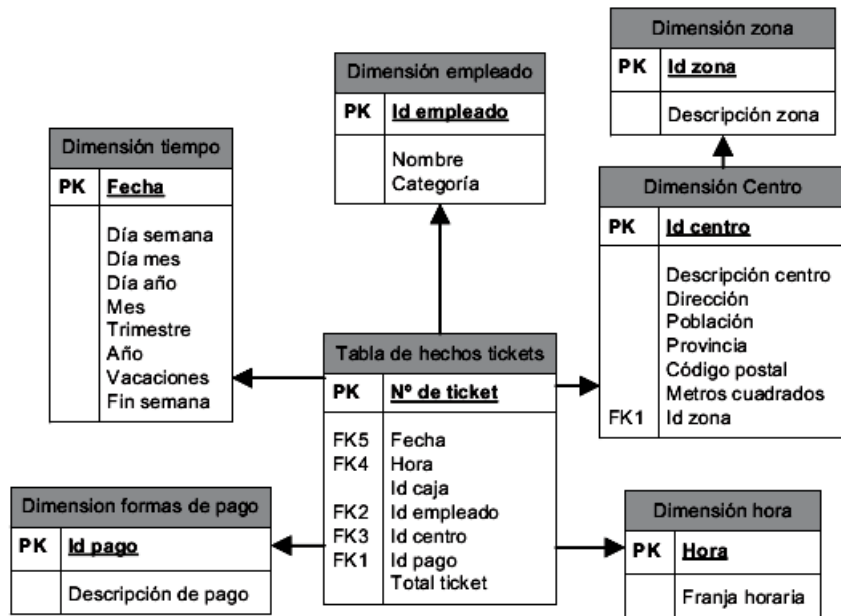 Dimensión zona
PK Id zona
Descripción zona
Dimensión empleado
PK Id empleado
Nombre
Categoría
Dimensión tiempo
PK Fecha
Día semana
Día mes
Día año
Mes
Trimestre
Año
Vacaciones
Fin semana
Dimensión Centro
PK Id centro
Descripción centro
Dirección
Población
Provincia
Código postal
Metros cuadrados
FK1 Id zona
Tabla de hechos tickets
PK Nº de ticket
FK5 Fecha
FK4 Hora
Id caja
FK2 Id empleado
FK3 Id centro
FK1 Id pago
Total ticket
Dimension formas de pago
PK Id pago
Descripción de pago
Dimensión hora
PK Hora
Franja horaria